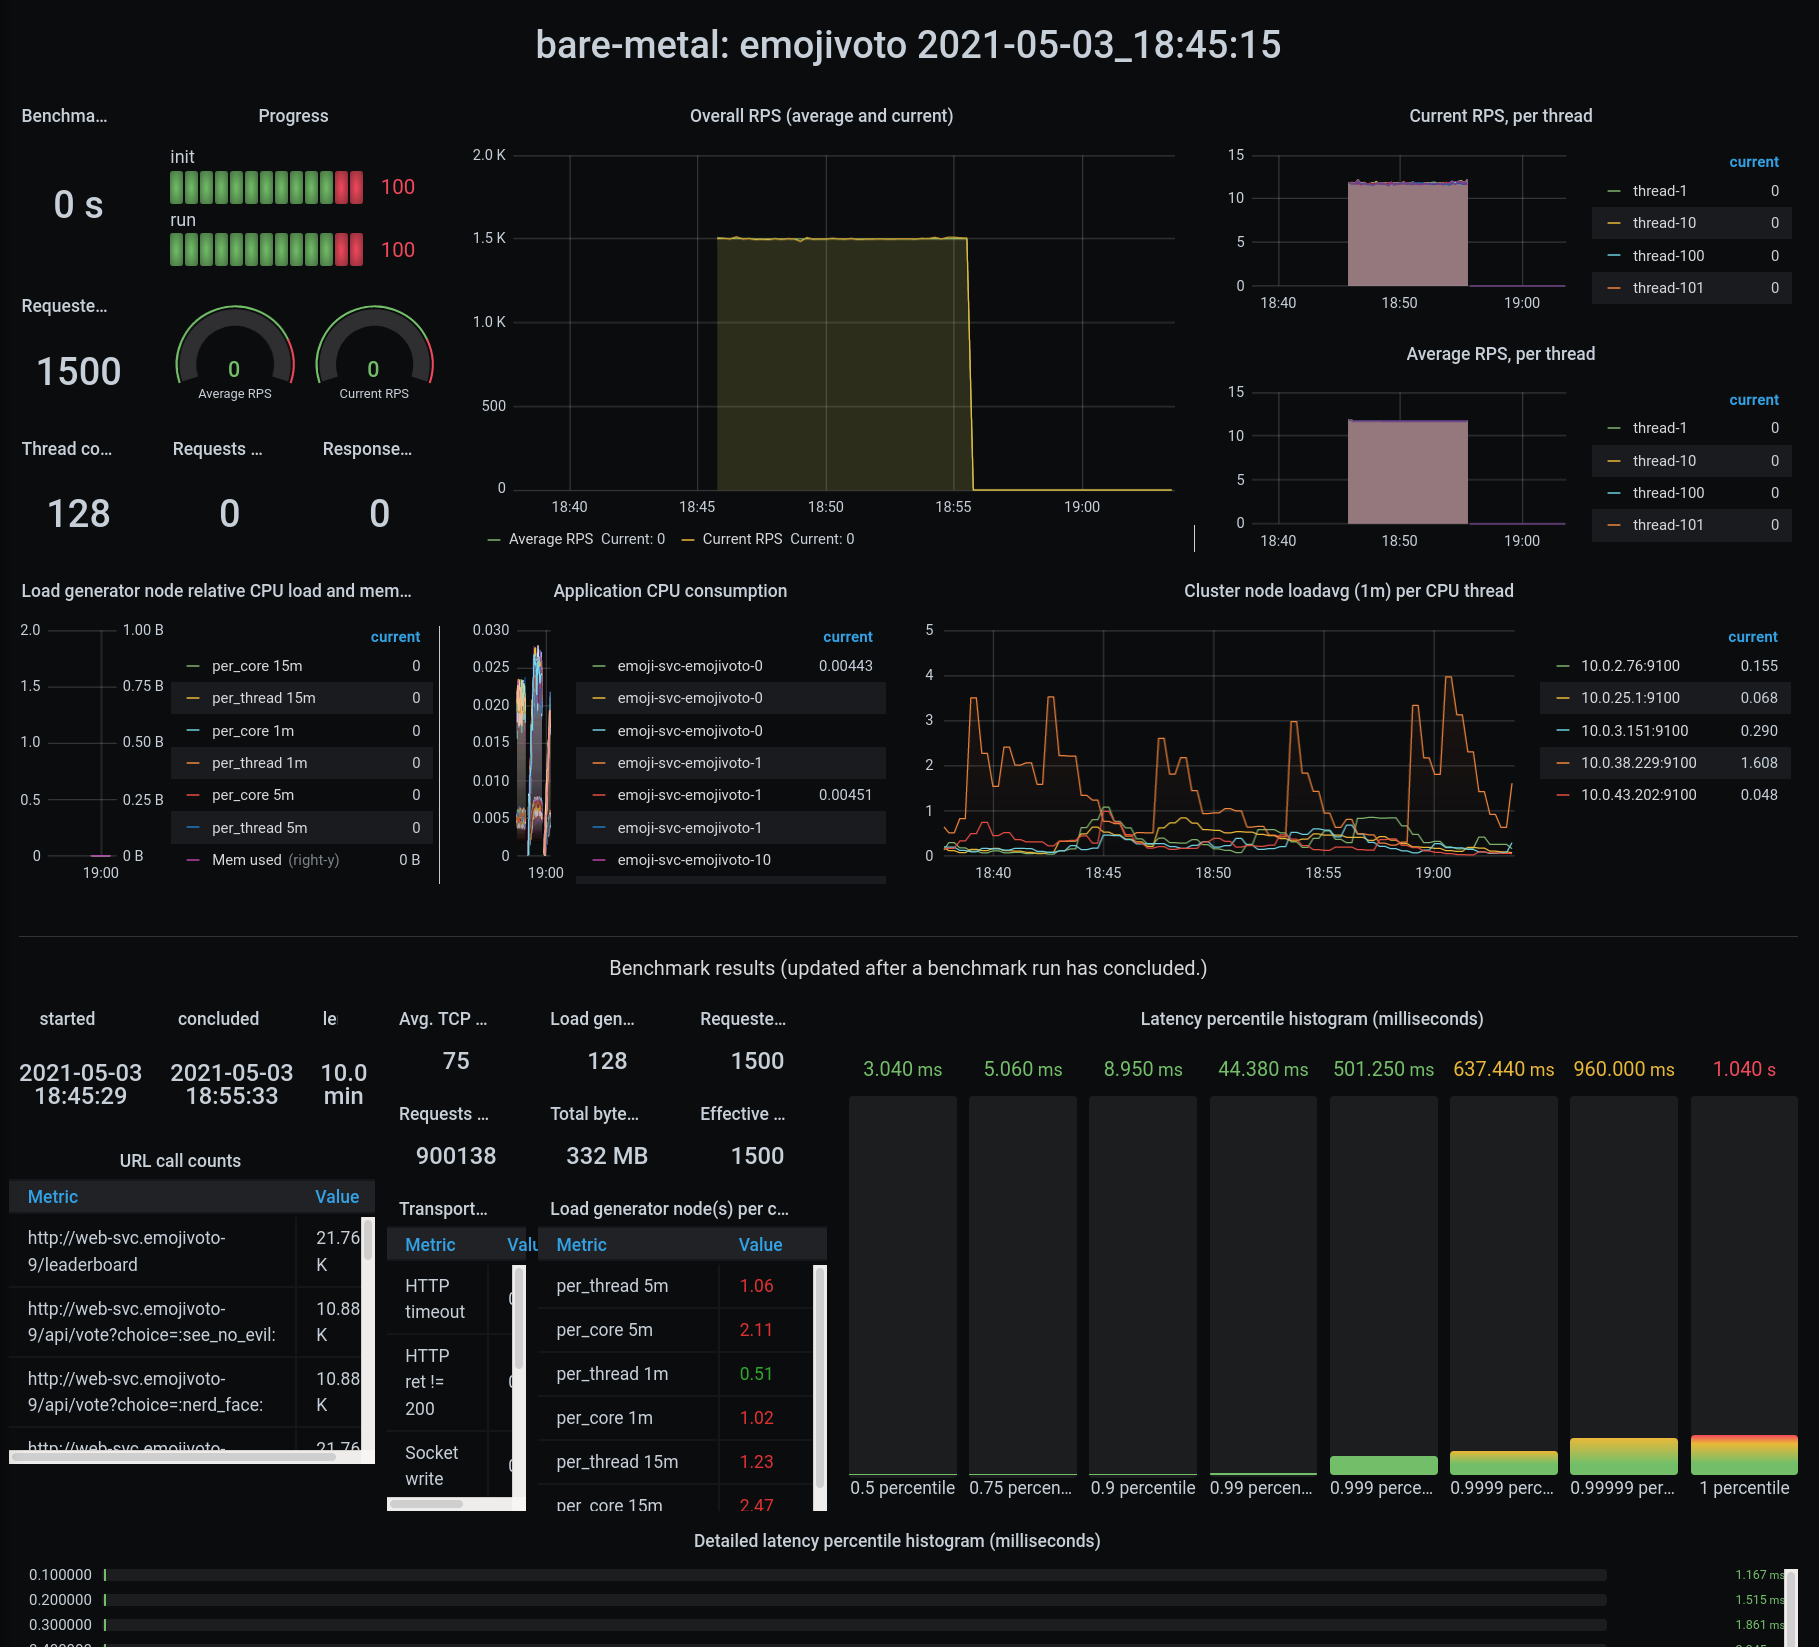 bare-metal: emojivoto 2021-05-03_18:45:15
Benchma...
0 s
Progress
init
100
run
100
Requeste...
1500
0
Average RPS
0
Current RPS
Thread co...
128
Requests ...
0
Response...
0
Overall RPS (average and current)
2.0 K
1.5 K
1.0 K
500
0
18:40 18:45 18:50 18:55 19:00
Average RPS Current: 0 Current RPS Current: 0
Current RPS, per thread
15
10
5
0
18:40 18:50 19:00
current
thread-1 0
thread-10 0
thread-100 0
thread-101 0
Average RPS, per thread
15
10
5
0
18:40 18:50 19:00
current
thread-1 0
thread-10 0
thread-100 0
thread-101 0
Load generator node relative CPU load and mem...
2.0 1.00 B
1.5 0.75 B
1.0 0.50 B
0.5 0.25 B
0 0 B
19:00
current
per_core 15m 0
per_thread 15m 0
per_core 1m 0
per_thread 1m 0
per_core 5m 0
per_thread 5m 0
Mem used (right-y) 0 B
Application CPU consumption
0.030
0.025
0.020
0.015
0.010
0.005
0
19:00
current
emoji-svc-emojivoto-0 0.00443
emoji-svc-emojivoto-0
emoji-svc-emojivoto-0
emoji-svc-emojivoto-1
emoji-svc-emojivoto-1 0.00451
emoji-svc-emojivoto-1
emoji-svc-emojivoto-10
Cluster node loadavg (1m) per CPU thread
5
4
3
2
1
0
18:40 18:45 18:50 18:55 19:00
current
10.0.2.76:9100 0.155
10.0.25.1:9100 0.068
10.0.3.151:9100 0.290
10.0.38.229:9100 1.608
10.0.43.202:9100 0.048
Benchmark results (updated after a benchmark run has concluded.)
started
2021-05-03
18:45:29
concluded
2021-05-03
18:55:33
le
10.0
min
URL call counts
Metric Value
http://web-svc.emojivoto-
9/leaderboard
21.76
K
http://web-svc.emojivoto-
9/api/vote?choice=:see_no_evil:
10.88
K
http://web-svc.emojivoto-
9/api/vote?choice=:nerd_face:
10.88
K
http://web-svc.emojivoto-
21.76
Avg. TCP ...
75
Load gen...
128
Requeste...
1500
Requests ...
900138
Total byte...
332 MB
Effective ...
1500
Transport...
Metric Valu
HTTP
timeout
HTTP
ret !=
200
Socket
write
Load generator node(s) per c...
Metric Value
per_thread 5m 1.06
per_core 5m 2.11
per_thread 1m 0.51
per_core 1m 1.02
per_thread 15m 1.23
per_core 15m 2.47
Latency percentile histogram (milliseconds)
3.040 ms 5.060 ms 8.950 ms 44.380 ms 501.250 ms 637.440 ms 960.000 ms 1.040 s
0.5 percentile 0.75 percen... 0.9 percentile 0.99 percen... 0.999 perce... 0.9999 perc... 0.99999 per... 1 percentile
Detailed latency percentile histogram (milliseconds)
0.100000 1.167 ms
0.200000 1.515 ms
0.300000 1.861 ms